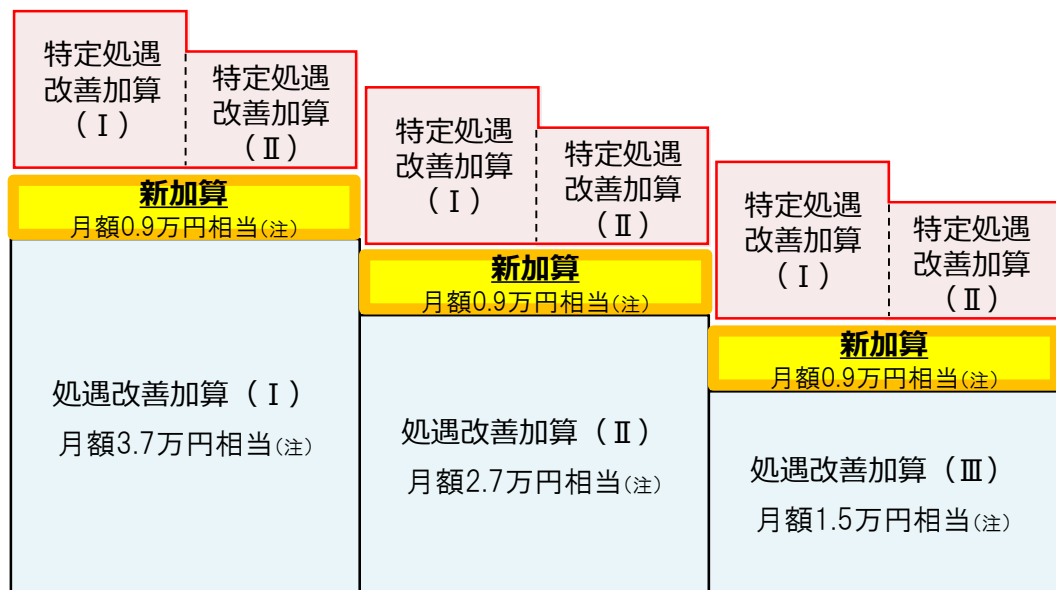 特定処遇
改善加算
（Ⅰ）
特定処遇
改善加算
（Ⅱ）
新加算
月額0.9万円相当(注)
処遇改善加算（Ⅰ）
月額3.7万円相当(注)
特定処遇
改善加算
（Ⅰ）
特定処遇
改善加算
（Ⅱ）
新加算
月額0.9万円相当(注)
処遇改善加算（Ⅱ）
月額2.7万円相当(注)
特定処遇
改善加算
（Ⅰ）
特定処遇
改善加算
（Ⅱ）
新加算
月額0.9万円相当(注)
処遇改善加算（Ⅲ）
月額1.5万円相当(注)